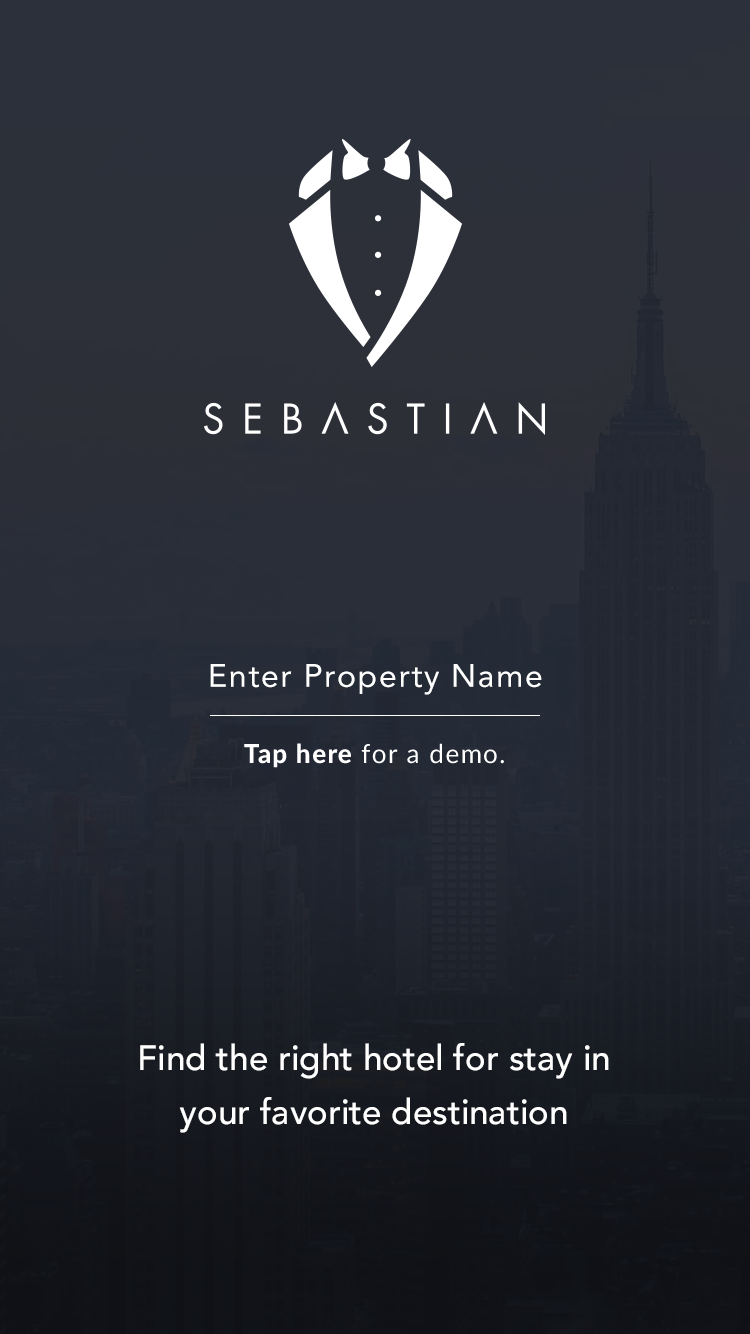 SEBASTIAN
Enter Property Name
Tap here for a demo.
Find the right hotel for stay in
your favorite destination